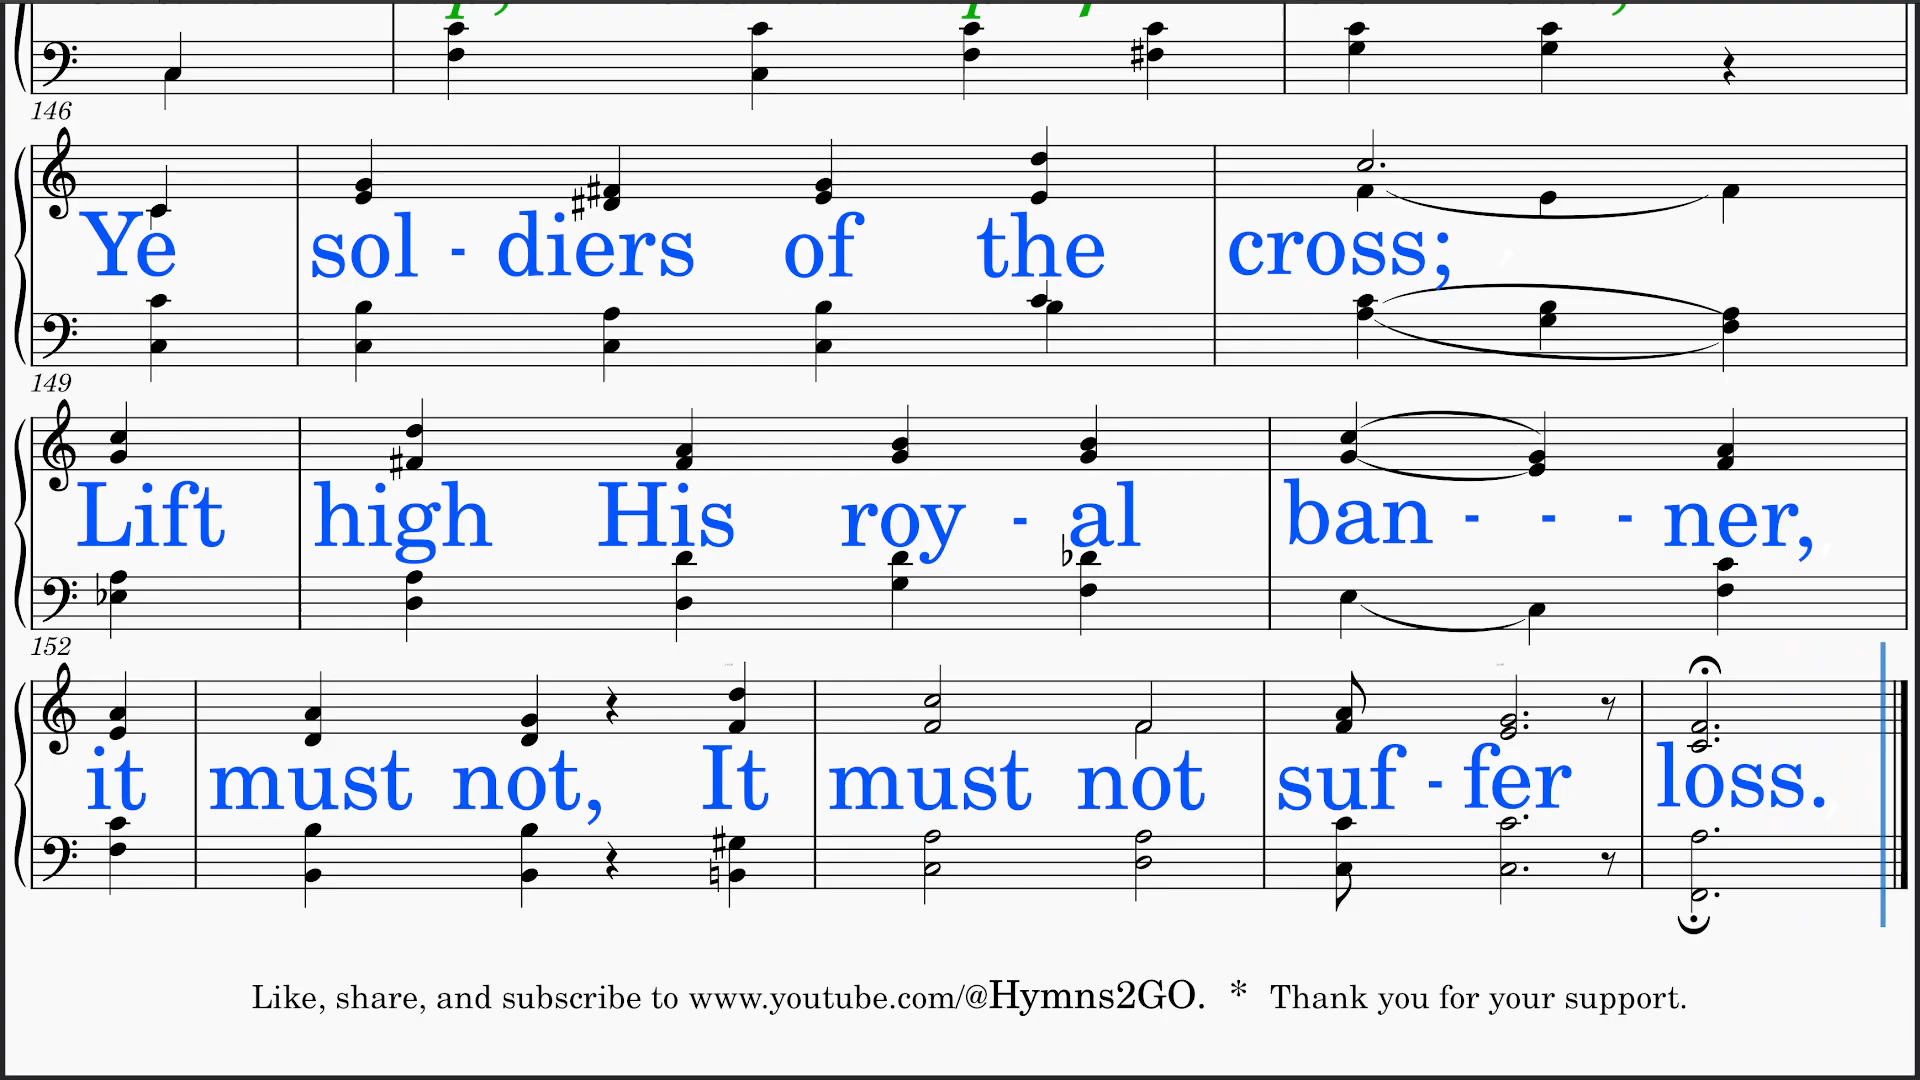 146
Ye sol - diers of the cross;
149
Lift high His roy - al ban - - - ner,
152
it must not, It must not suf - fer loss.
Like, share, and subscribe to www.youtube.com/@Hymns2GO. * Thank you for your support.